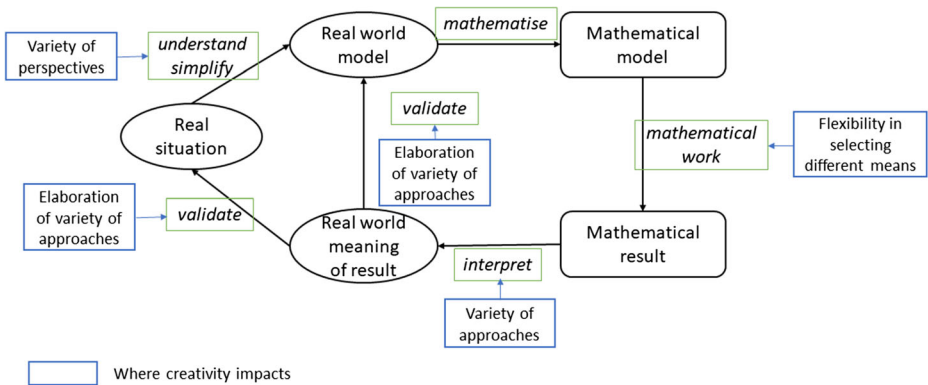 Variety of
perspectives
understand
simplify
Real world
model
mathematise
Mathematical
model
Real
situation
validate
Elaboration
of variety of
approaches
mathematical
work
Flexibility in
selecting
different means
Elaboration
of variety of
approaches
validate
Real world
meaning
of result
interpret
Mathematical
result
Variety of
approaches
Where creativity impacts